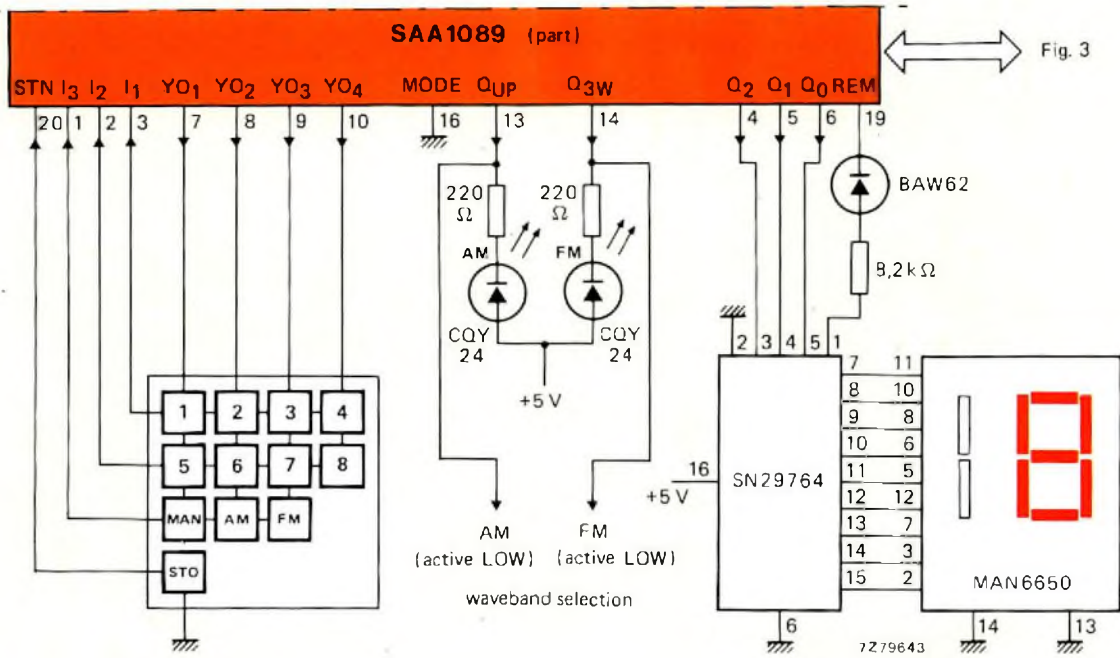 SAA1089 (part)
Fig. 3
STN I3 I2 I1 YO1 YO2 YO3 YO4 MODE QUP Q3W Q2 Q1 Q0 REM
20 1 2 3 7 8 9 10 16 13 14 4 5 6 19
BAW62
220 Ω
220 Ω
AM
FM
8,2 kΩ
CQY 24
CQY 24
+5 V
2 3 4 5 1
1 2 3 4
5 6 7 8
MAN AM FM
STO
7 11
8 10
9 8
10 6
11 5
12 12
13 7
14 3
15 2
16
+5 V
SN29764
MAN6650
AM
(active LOW)
FM
(active LOW)
waveband selection
6
14
13
7Z79643